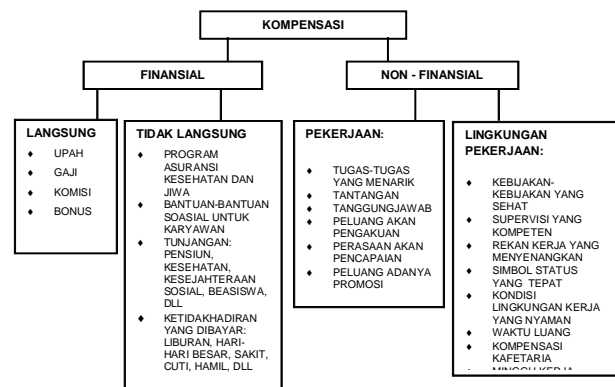 KOMPENSASI
FINANSIAL
NON - FINANSIAL
LANGSUNG
♦ UPAH
♦ GAJI
♦ KOMISI
♦ BONUS
TIDAK LANGSUNG
♦ PROGRAM
ASURANSI
KESEHATAN DAN
JIWA
♦ BANTUAN-BANTUAN
SOASIAL UNTUK
KARYAWAN
♦ TUNJANGAN:
PENSIUN,
KESEHATAN,
KESEJAHTERAAN
SOSIAL, BEASISWA,
DLL
♦ KETIDAKHADIRAN
YANG DIBAYAR:
LIBURAN, HARI-
HARI BESAR, SAKIT,
CUTI, HAMIL, DLL
PEKERJAAN:
♦ TUGAS-TUGAS
YANG MENARIK
♦ TANTANGAN
♦ TANGGUNGJAWAB
♦ PELUANG AKAN
PENGAKUAN
♦ PERASAAN AKAN
PENCAPAIAN
♦ PELUANG ADANYA
PROMOSI
LINGKUNGAN
PEKERJAAN:
♦ KEBIJAKAN-
KEBIJAKAN YANG
SEHAT
♦ SUPERVISI YANG
KOMPETEN
♦ REKAN KERJA YANG
MENYENANGKAN
♦ SIMBOL STATUS
YANG TEPAT
♦ KONDISI
LINGKUNGAN KERJA
YANG NYAMAN
♦ WAKTU LUANG
♦ KOMPENSASI
KAFETARIA
♦ MINGGU KERJA